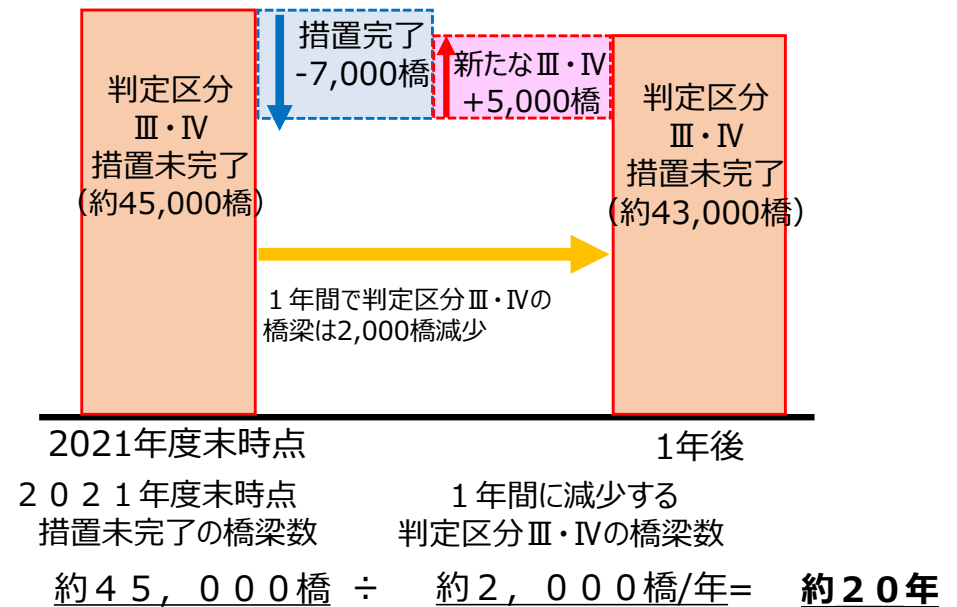 判定区分
Ⅲ・Ⅳ
措置未完了
(約45,000橋)
措置完了
-7,000橋
新たなⅢ・Ⅳ
+5,000橋
判定区分
Ⅲ・Ⅳ
措置未完了
(約43,000橋)
１年間で判定区分Ⅲ・Ⅳの
橋梁は2,000橋減少
2021年度末時点
1年後
２０２１年度末時点
措置未完了の橋梁数
１年間に減少する
判定区分Ⅲ・Ⅳの橋梁数
約４５，０００橋 ÷ 約２，０００橋/年= 約２０年